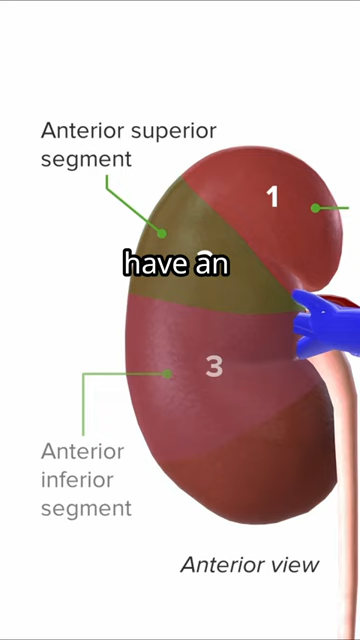 Anterior superior
segment
1
have an
3
Anterior
inferior
segment
Anterior view